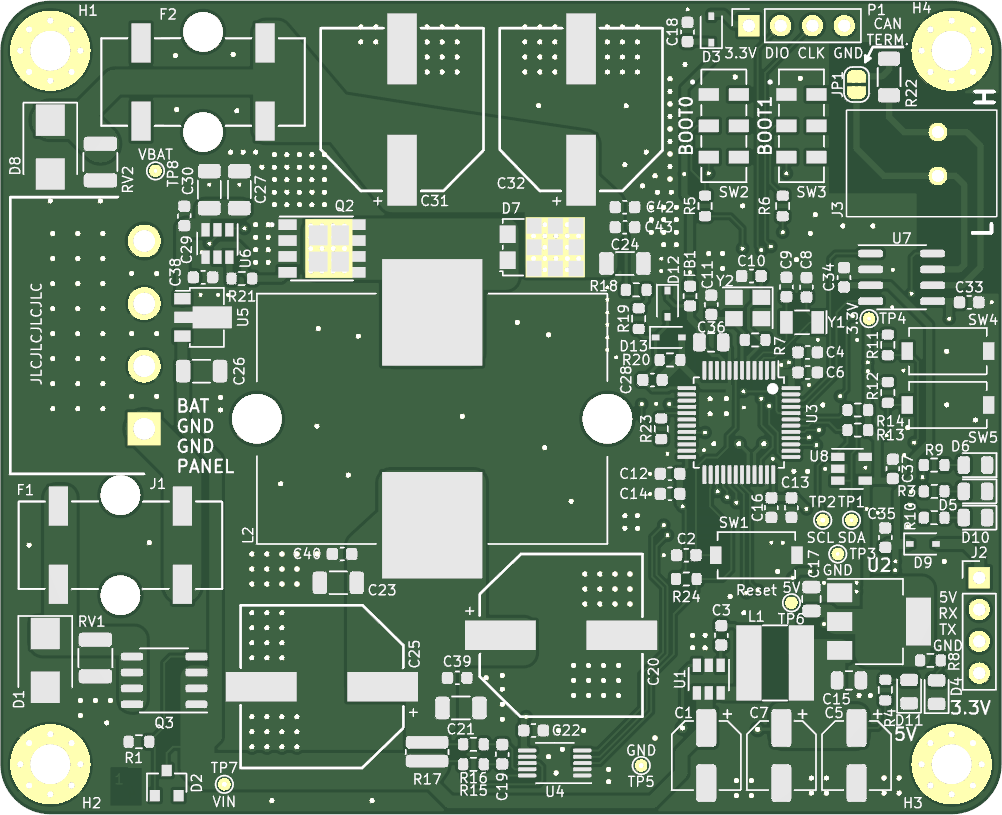 H1
F2
C18
D3
P1
CAN
TERM.
H4
3.3V DIO CLK GND
JP1
R22
H
BOOT0
BOOT1
D8
RV2
VBAT
TP8
C30
C27
C31
+
C32
+
SW2
SW3
J3
L
Q2
D7
C42
C43
R5
R6
U7
C29
C38
U6
R21
C24
D12
FB1
C11
C10
Y2
C9
C8
C34
C33
R18
R19
D13
R20
C28
C36
R7
Y1
3.3V
TP4
SW4
U5
C26
JLCJLCJLCJLC
C4
C6
R11
R12
BAT
GND
GND
PANEL
R23
U3
R14
R13
SW5
U8
C37
R9
D6
C12
C14
C13
C16
R3
R10
D5
D10
F1
J1
L2
TP2
TP1
SCL
SDA
C35
SW1
TP3
GND
D9
J2
C40
C23
C2
R24
C17
U2
Reset
5V
TP6
5V
RX
TX
GND
+
C3
L1
RV1
C25
C20
C39
U1
C15
R8
R4
D11
D4
3.3V
5V
D1
Q3
+
C21
C22
C1
+
C7
+
C5
+
R1
R17
R16
R15
C19
U4
GND
TP5
1
H2
D2
TP7
VIN
H3